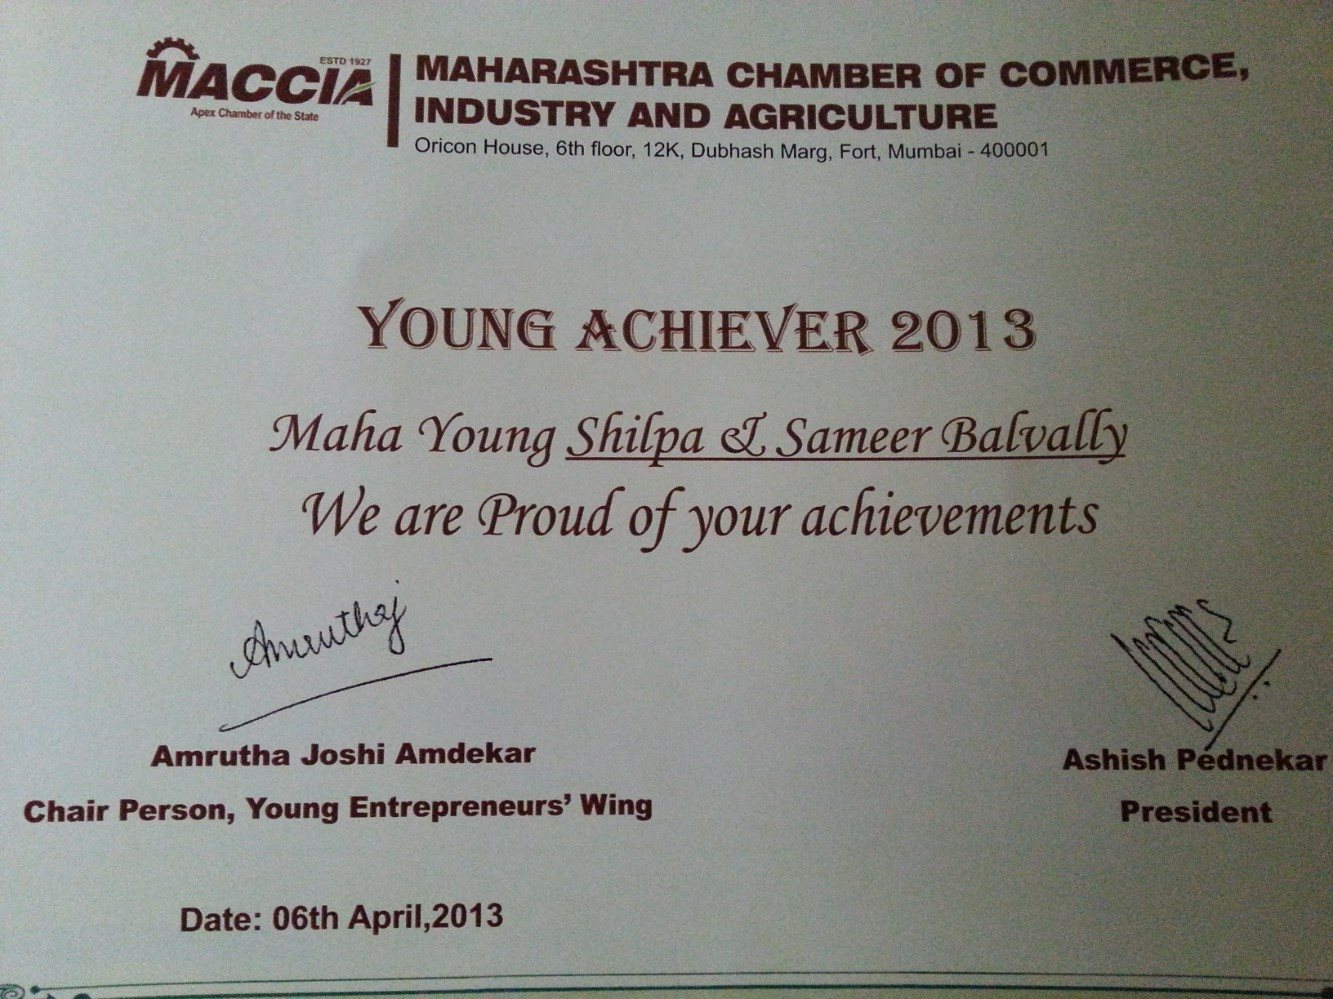 ESTD 1927
MACCIA
Apex Chamber of the State
MAHARASHTRA CHAMBER OF COMMERCE,
INDUSTRY AND AGRICULTURE
Oricon House, 6th floor, 12K, Dubhash Marg, Fort, Mumbai - 400001
YOUNG ACHIEVER 2013
Maha Young Shilpa & Sameer Balvally
We are Proud of your achievements
Amruthaj
Amrutha Joshi Amdekar
Chair Person, Young Entrepreneurs’ Wing
Ashish Pednekar
President
Date: 06th April,2013